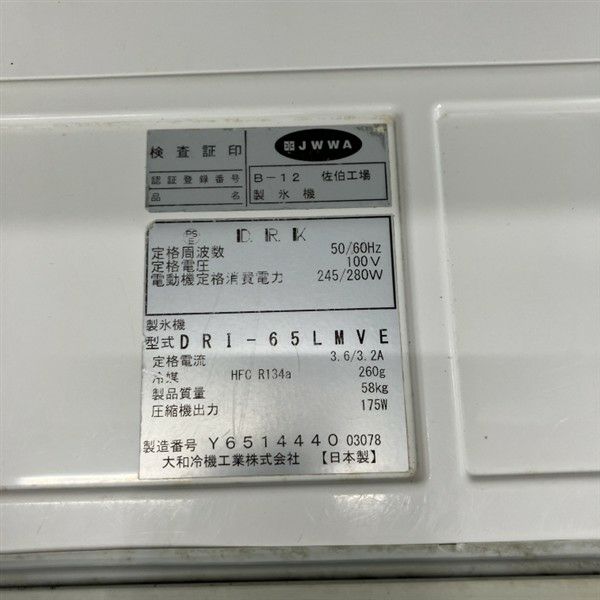 検査証印 JWWA
認証登録番号 B-12 佐伯工場
品名 製氷機
PS
E
D.R.K
定格周波数 50/60Hz
定格電圧 100V
電動機定格消費電力 245/280W
製氷機
型式 DRI-65LMVE
定格電流 3.6/3.2A
冷媒 HFC R134a 260g
製品質量 58kg
圧縮機出力 175W
製造番号 Y6514440 03078
大和冷機工業株式会社 【日本製】